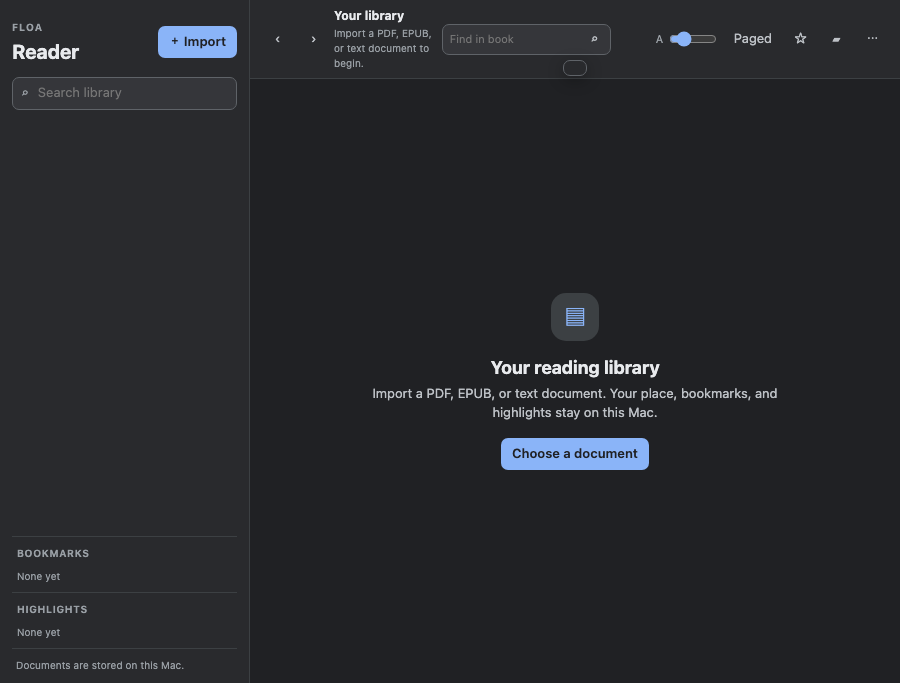 FLOA
Reader
+ Import
Search library
BOOKMARKS
None yet
HIGHLIGHTS
None yet
Documents are stored on this Mac.
Your library
Import a PDF, EPUB,
or text document to
begin.
Find in book
A
Paged
Your reading library
Import a PDF, EPUB, or text document. Your place, bookmarks, and
highlights stay on this Mac.
Choose a document